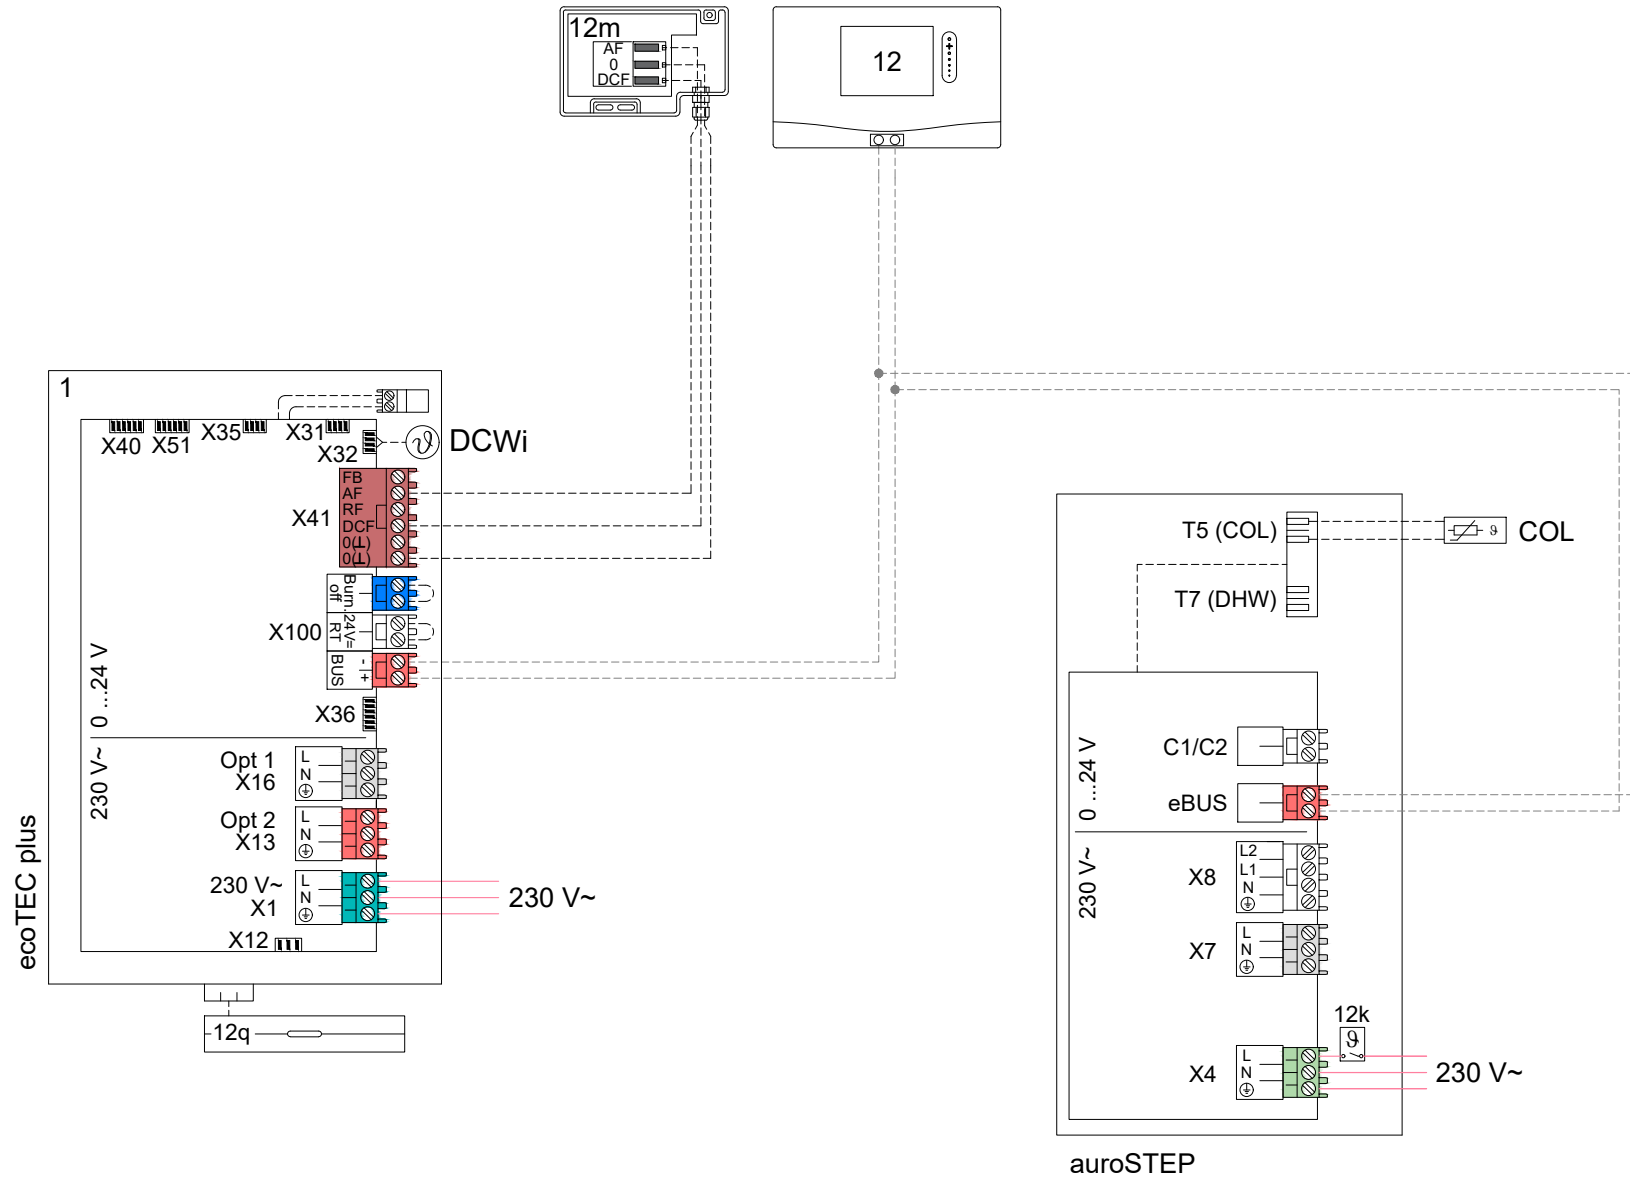 12m
AF
0
DCF
12
1
X40
X51
X35
X31
X32
DCWi
FB
AF
RF
DCF
0(⊥)
0(⊥)
X41
Burn.
off
24V=
RT
X100
BUS
-
+
X36
0 ...24 V
230 V~
Opt 1
X16
L
N
Opt 2
X13
L
N
230 V~
X1
L
N
230 V~
X12
ecoTEC plus
12q
T5 (COL)
COL
T7 (DHW)
C1/C2
eBUS
0 ...24 V
230 V~
L2
L1
N
X8
L
N
X7
12k
L
N
X4
230 V~
auroSTEP